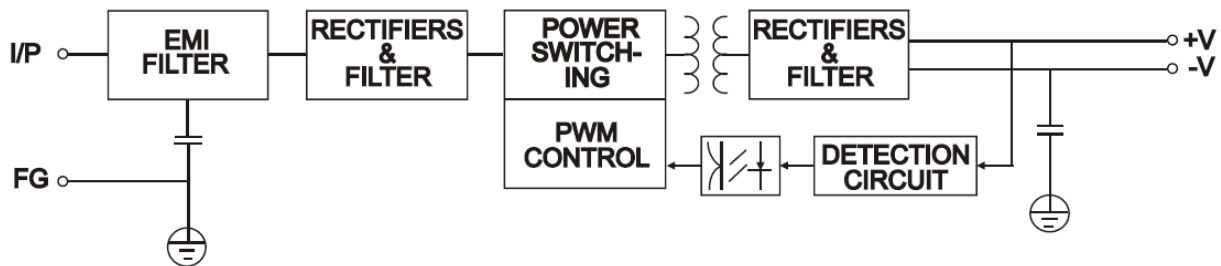 I/P
EMI
FILTER
RECTIFIERS
&
FILTER
POWER
SWITCH-
ING
RECTIFIERS
&
FILTER
+V
-V
PWM
CONTROL
DETECTION
CIRCUIT
FG